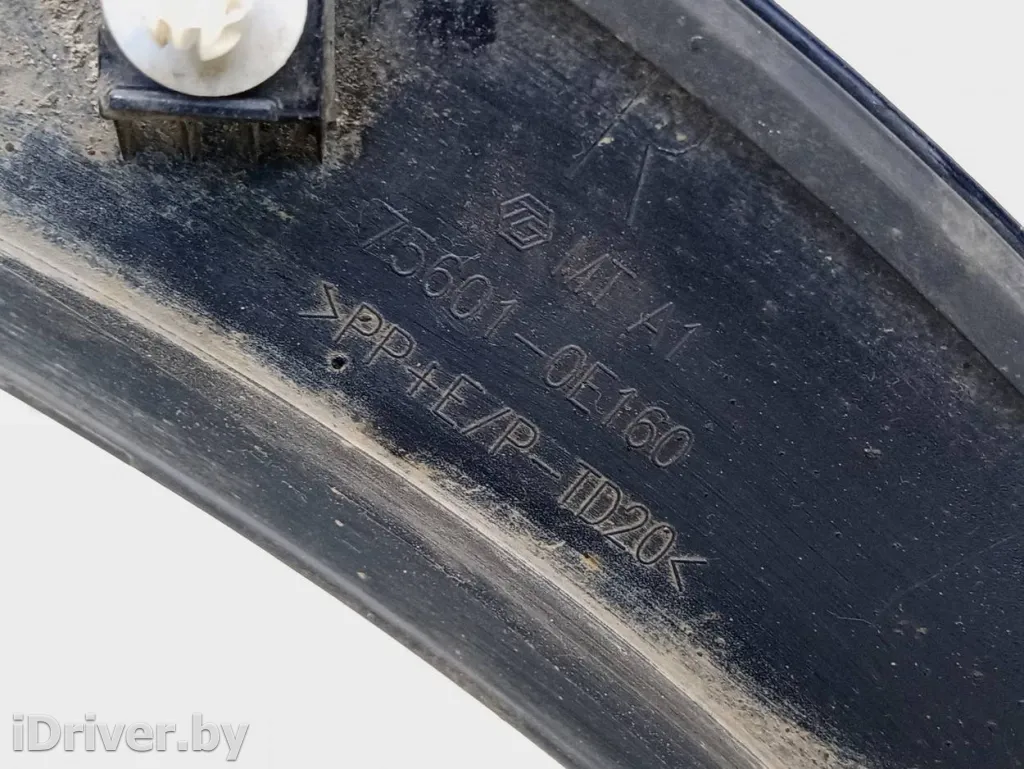 R
MT A1
75601-0E160
>PP+E/P-TD20<
iDriver.by